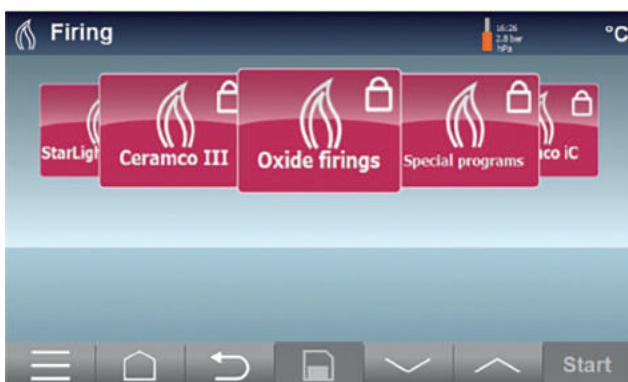 Firing
16:26
2.8 bar
hPa
°C
StarLigh
Ceramco III
Oxide firings
Special programs
co iC
Start